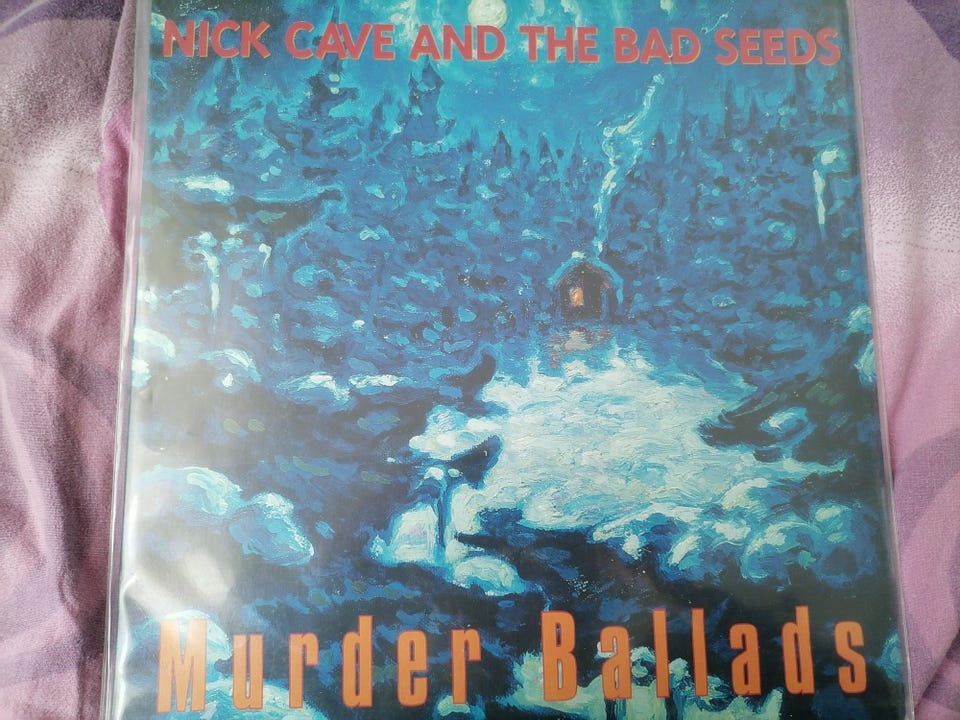 NICK CAVE AND THE BAD SEEDS
Murder Ballads